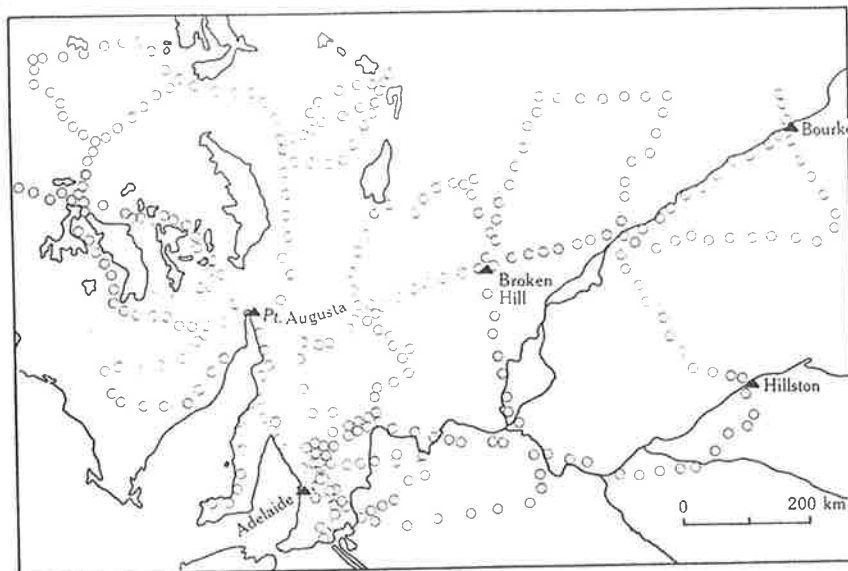 Bourke
Broken
Hill
Pt. Augusta
Hillston
Adelaide
0 200 km